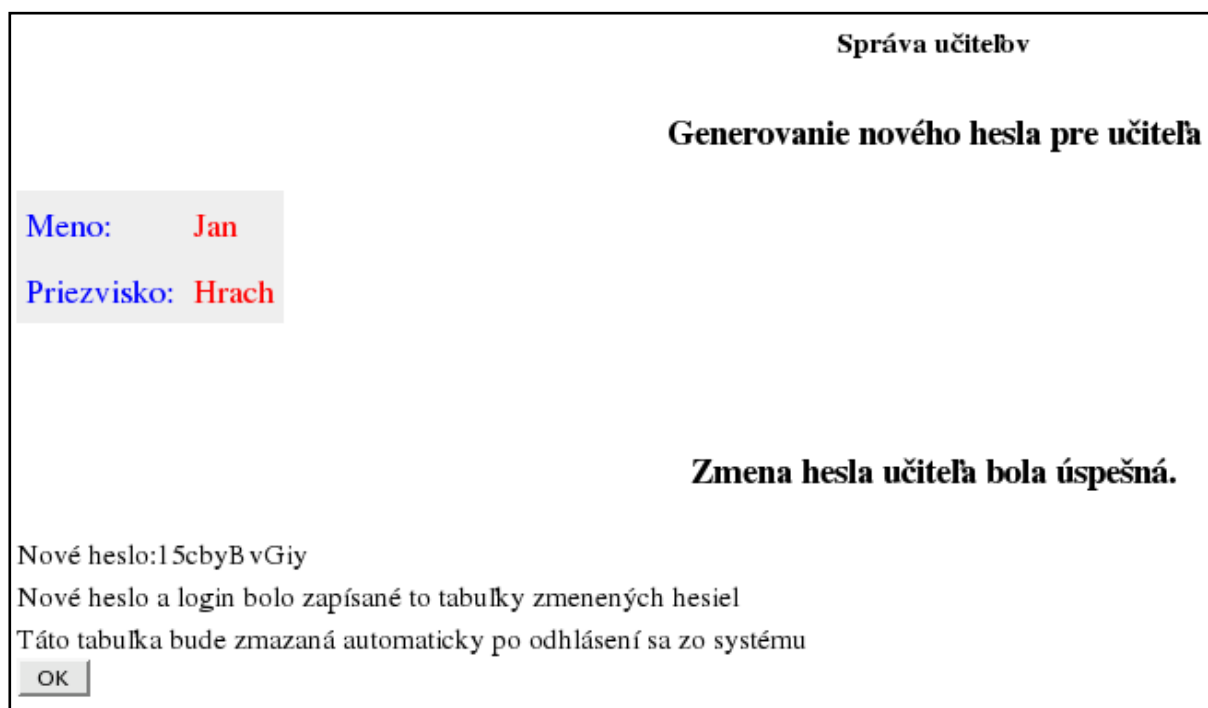 Správa učiteľov
Generovanie nového hesla pre učiteľa
Meno: Jan
Priezvisko: Hrach
Zmena hesla učiteľa bola úspešná.
Nové heslo:15cbyBvGiy
Nové heslo a login bolo zapísané to tabuľky zmenených hesiel
Táto tabuľka bude zmazaná automaticky po odhlásení sa zo systému
OK